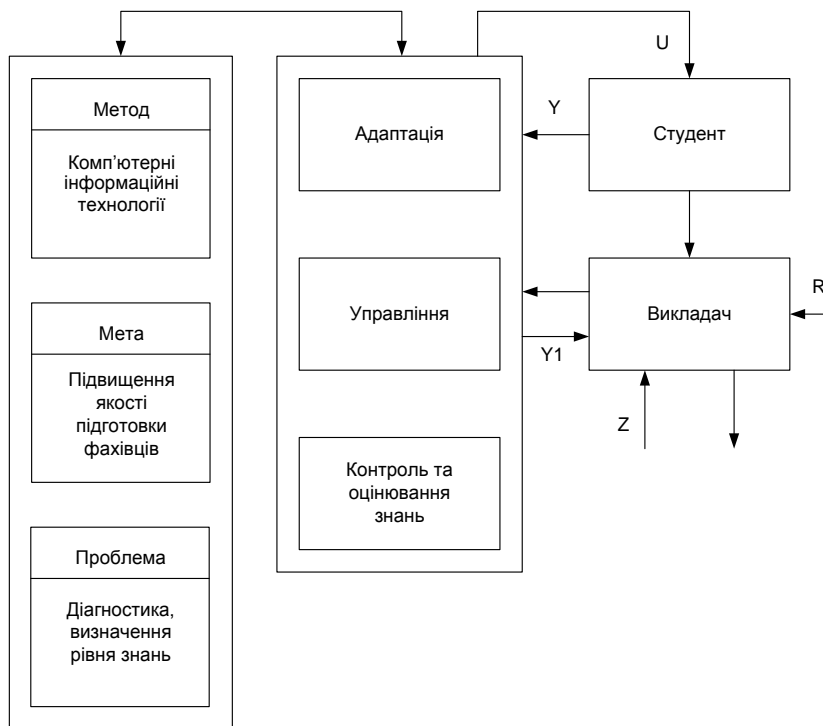 Метод
Комп’ютерні
інформаційні
технології
Мета
Підвищення
якості
підготовки
фахівців
Проблема
Діагностика,
визначення
рівня знань
Адаптація
Управління
Контроль та
оцінювання
знань
U
Y
Студент
Викладач
R
Y1
Z